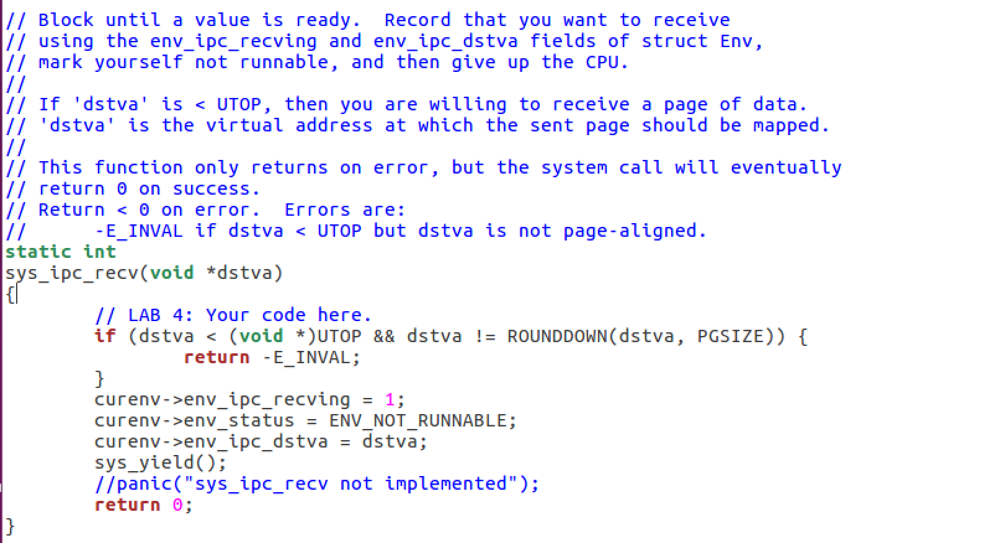 // Block until a value is ready.  Record that you want to receive
// using the env_ipc_recving and env_ipc_dstva fields of struct Env,
// mark yourself not runnable, and then give up the CPU.
//
// If 'dstva' is < UTOP, then you are willing to receive a page of data.
// 'dstva' is the virtual address at which the sent page should be mapped.
//
// This function only returns on error, but the system call will eventually
// return 0 on success.
// Return < 0 on error.  Errors are:
//      -E_INVAL if dstva < UTOP but dstva is not page-aligned.
static int
sys_ipc_recv(void *dstva)
{
        // LAB 4: Your code here.
        if (dstva < (void *)UTOP && dstva != ROUNDDOWN(dstva, PGSIZE)) {
                return -E_INVAL;
        }
        curenv->env_ipc_recving = 1;
        curenv->env_status = ENV_NOT_RUNNABLE;
        curenv->env_ipc_dstva = dstva;
        sys_yield();
        //panic("sys_ipc_recv not implemented");
        return 0;
}